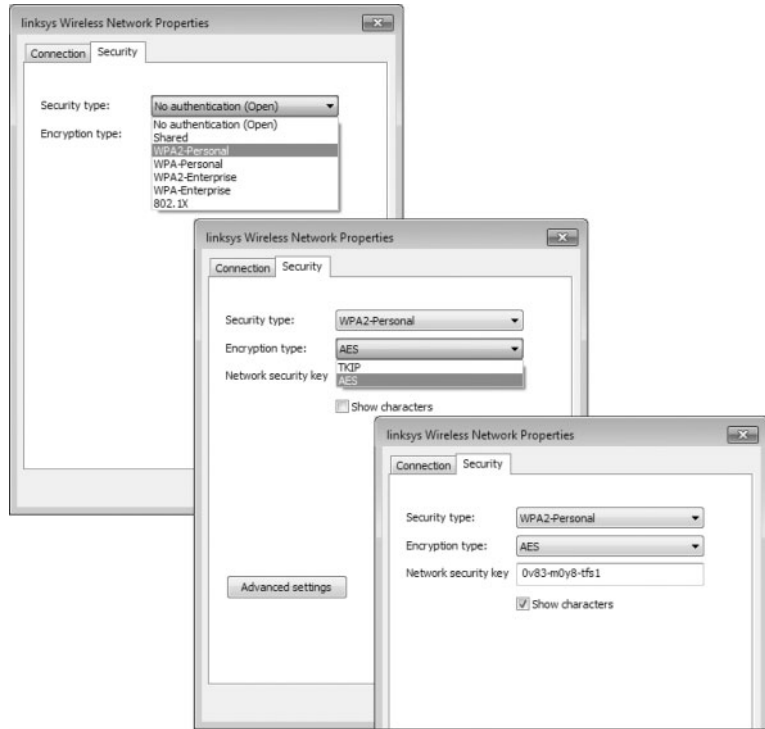 linksys Wireless Network Properties
Connection Security
Security type: No authentication (Open)
Encryption type:
No authentication (Open)
Shared
WPA2-Personal
WPA-Personal
WPA2-Enterprise
WPA-Enterprise
802.1X
linksys Wireless Network Properties
Connection Security
Security type: WPA2-Personal
Encryption type: AES
TKIP
AES
Network security key
Show characters
Advanced settings
linksys Wireless Network Properties
Connection Security
Security type: WPA2-Personal
Encryption type: AES
Network security key 0v83-m0y8-tfs1
Show characters